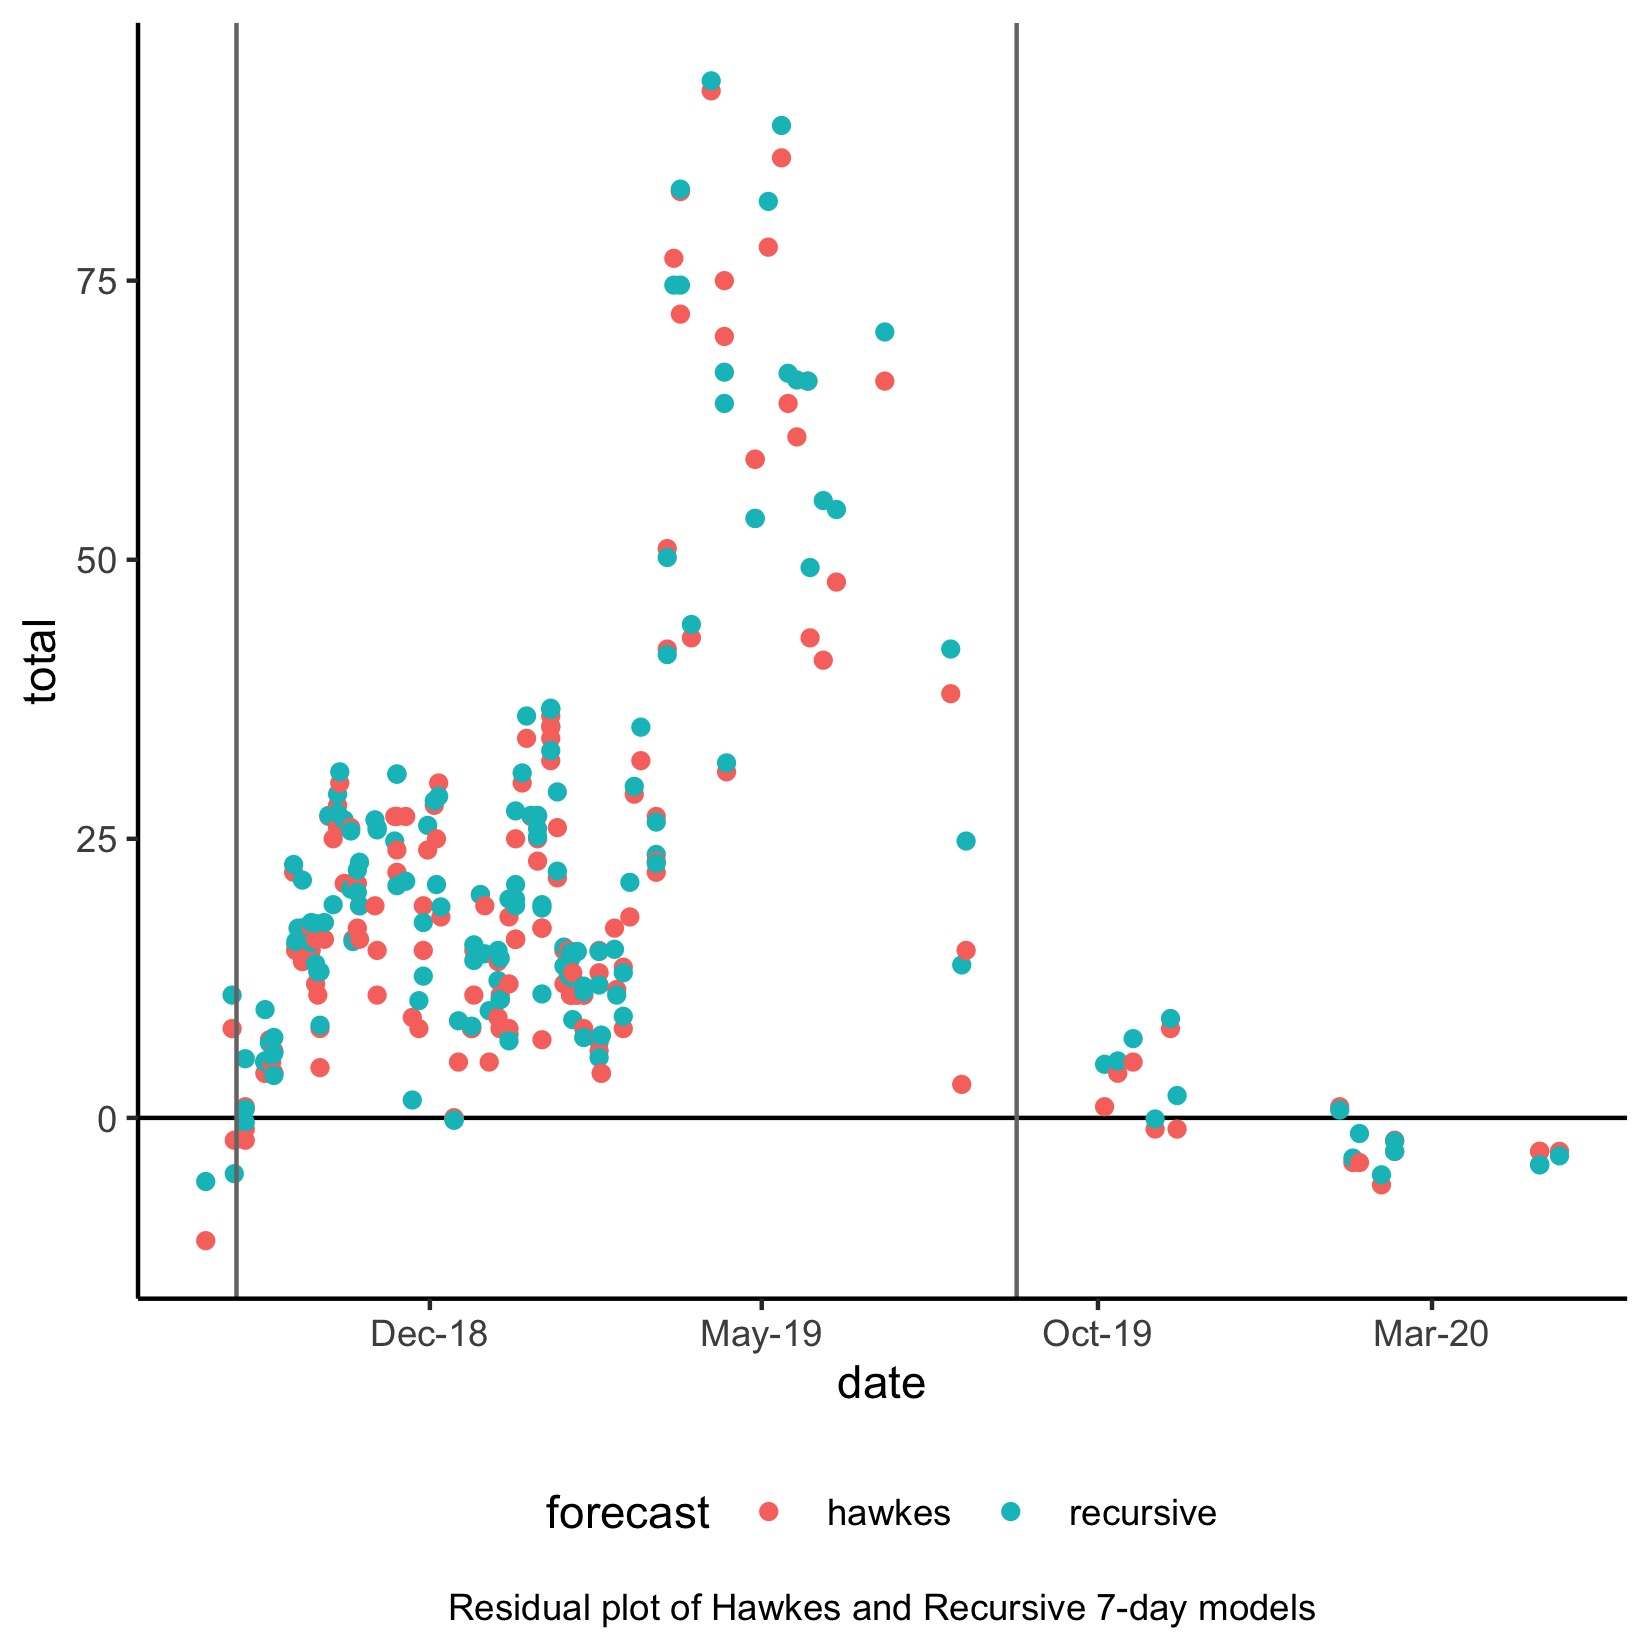 75
50
25
0
total
Dec-18 May-19 Oct-19 Mar-20
date
forecast hawkes recursive
Residual plot of Hawkes and Recursive 7-day models